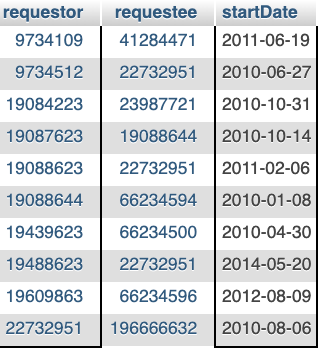 requestor requestee startDate
9734109 41284471 2011-06-19
9734512 22732951 2010-06-27
19084223 23987721 2010-10-31
19087623 19088644 2010-10-14
19088623 22732951 2011-02-06
19088644 66234594 2010-01-08
19439623 66234500 2010-04-30
19488623 22732951 2014-05-20
19609863 66234596 2012-08-09
22732951 196666632 2010-08-06